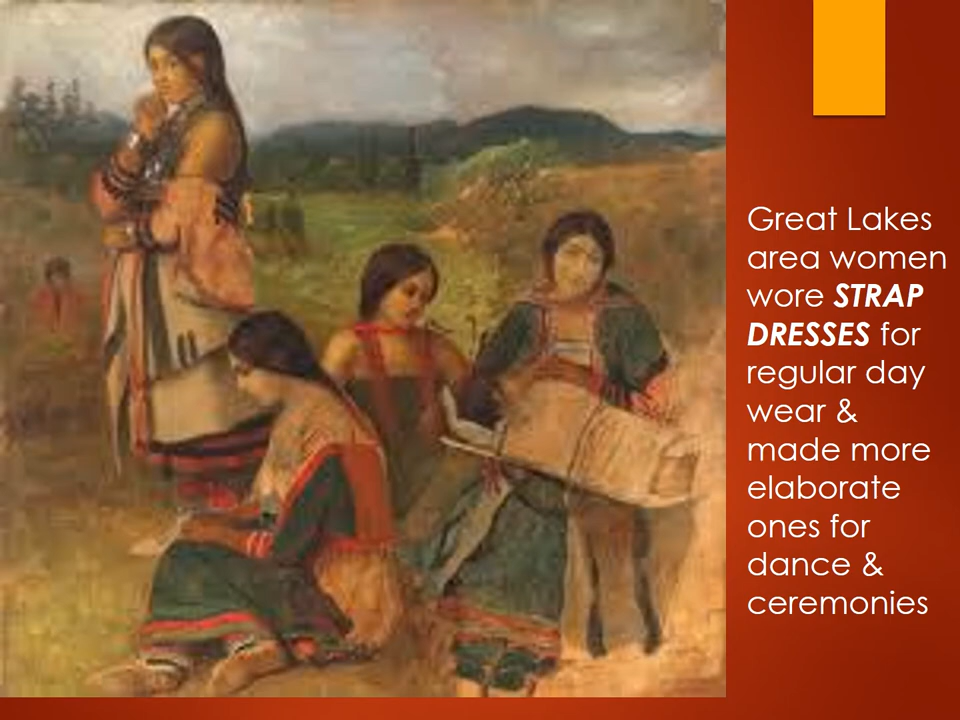 Great Lakes
area women
wore STRAP
DRESSES for
regular day
wear &
made more
elaborate
ones for
dance &
ceremonies